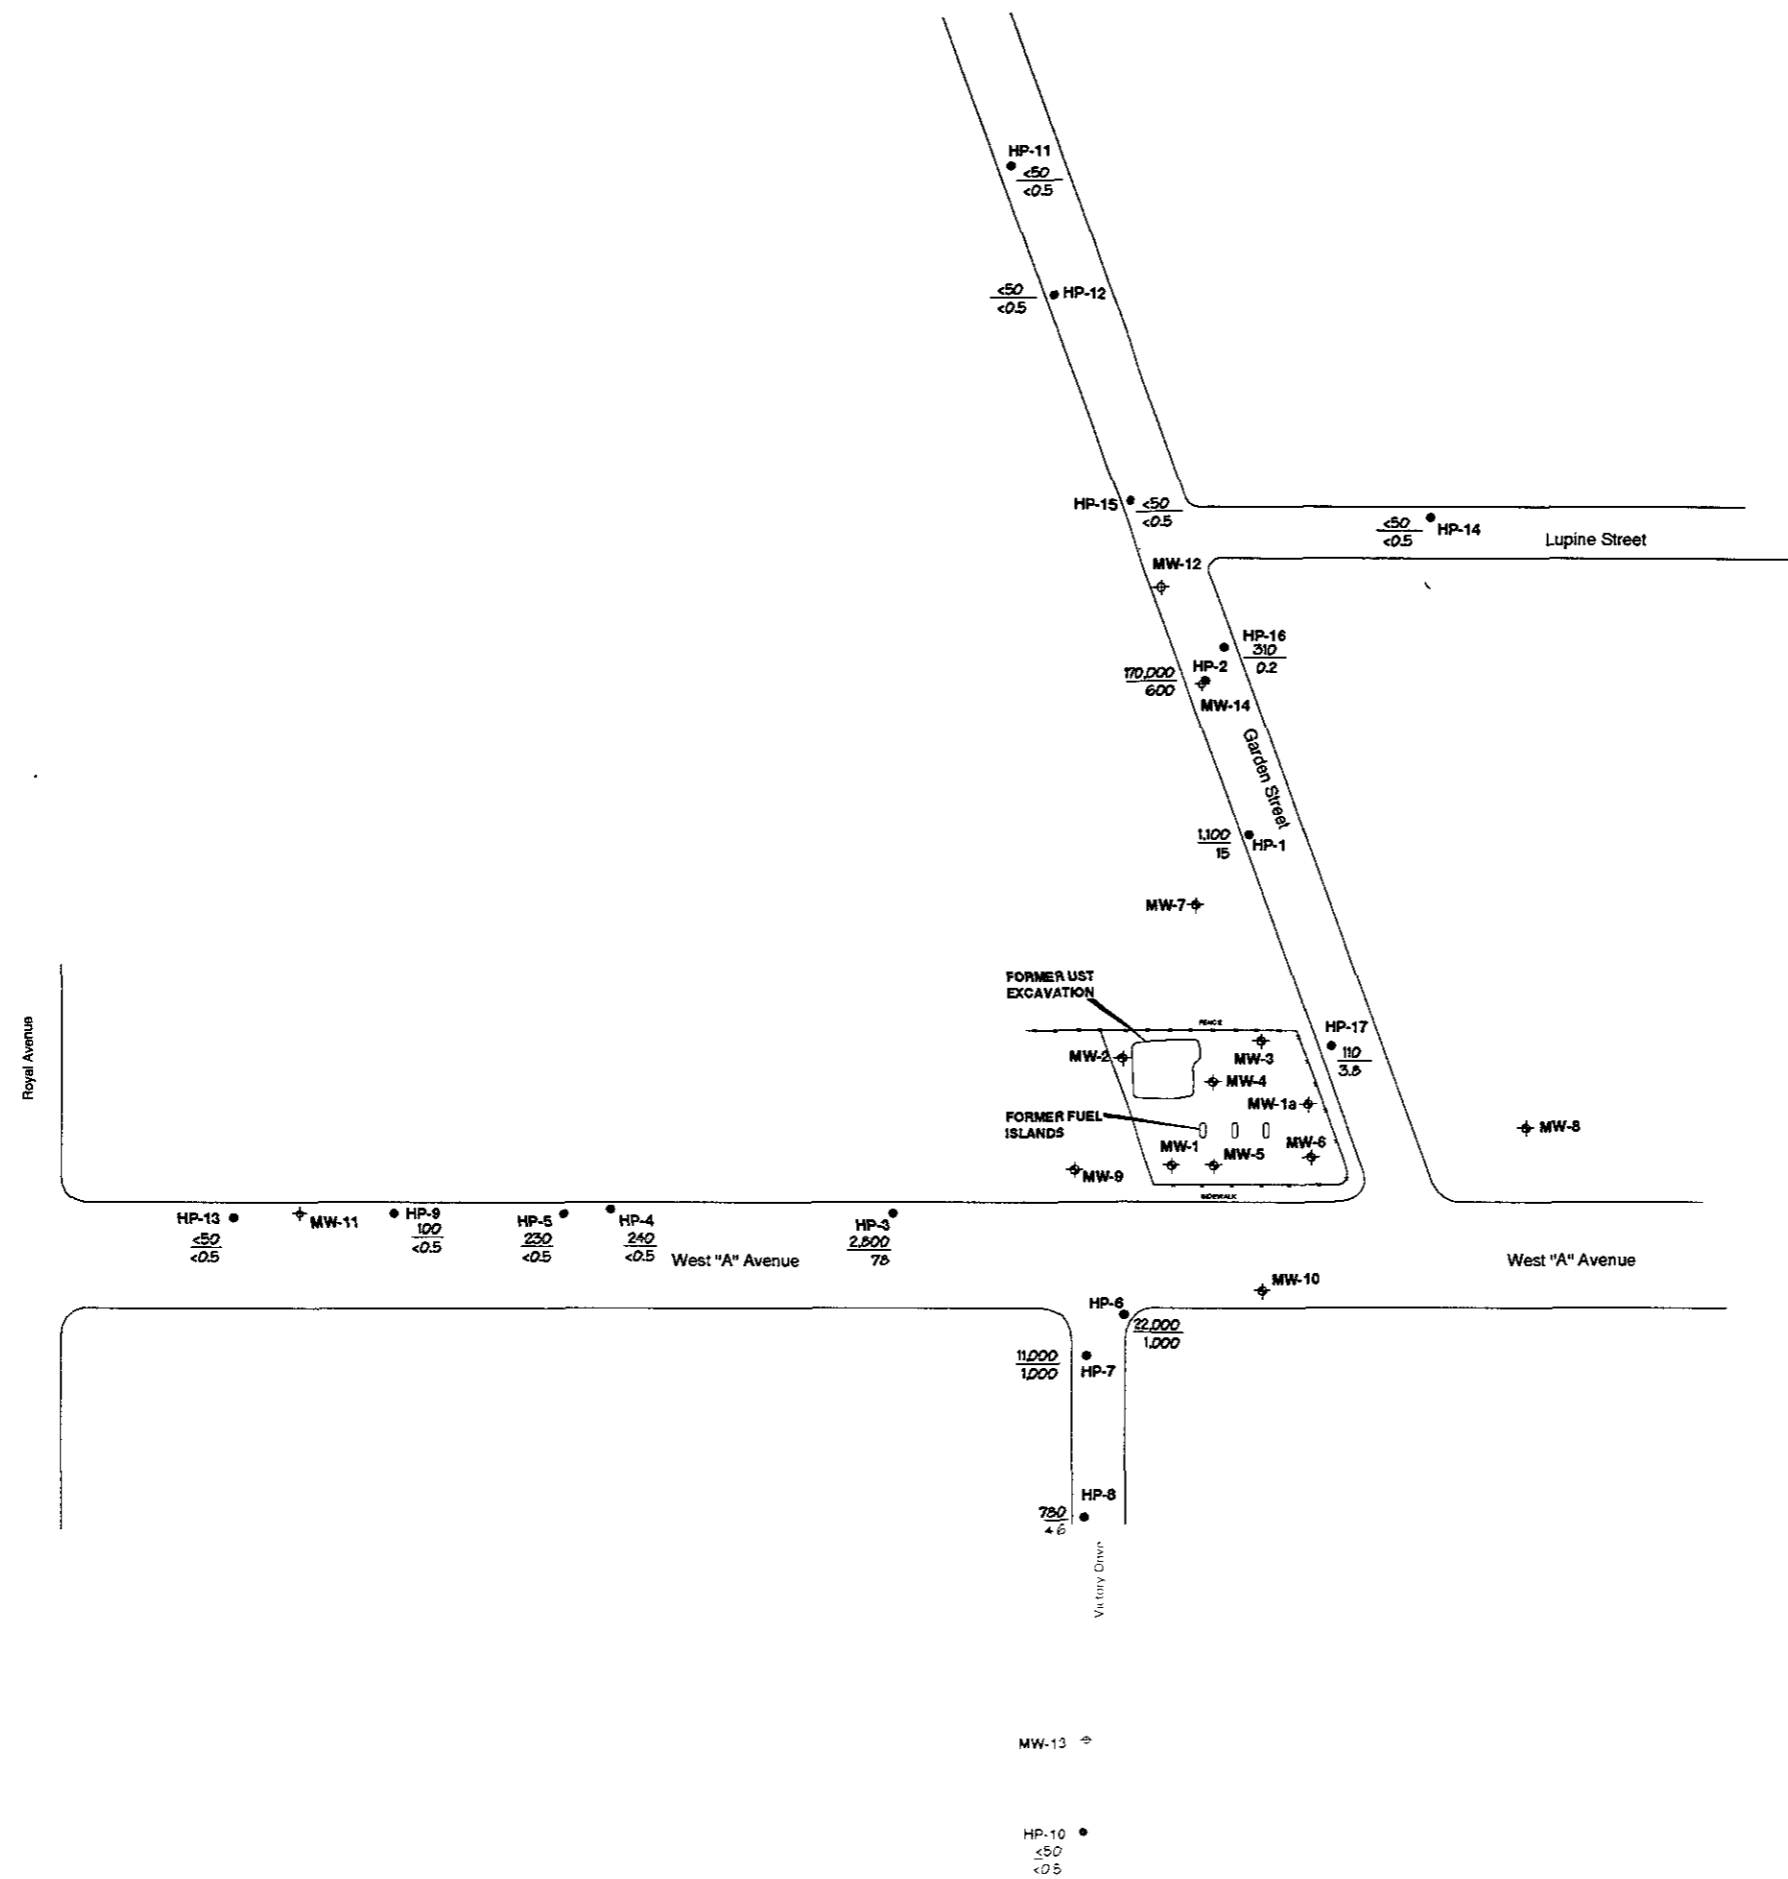 HP-11
<50
<0.5
<50
<0.5
HP-12
HP-15
<50
<0.5
<50
<0.5
HP-14
Lupine Street
MW-12
HP-16
310
0.2
HP-2
170,000
600
MW-14
Garden Street
1,100
15
HP-1
MW-7
FORMER UST
EXCAVATION
FENCE
HP-17
110
MW-2
MW-3
MW-4
MW-1a
Royal Avenue
FORMER FUEL
ISLANDS
MW-1
MW-5
MW-6
MW-8
MW-9
SIDEWALK
HP-13
<50
<0.5
MW-11
HP-9
100
<0.5
HP-5
230
<0.5
HP-4
240
<0.5
West "A" Avenue
HP-3
78
West "A" Avenue
MW-10
HP-6
22,000
1,000
11,000
1,000
HP-7
HP-8
780
46
Victory Drive
MW-13
HP-10
<50
<0.5